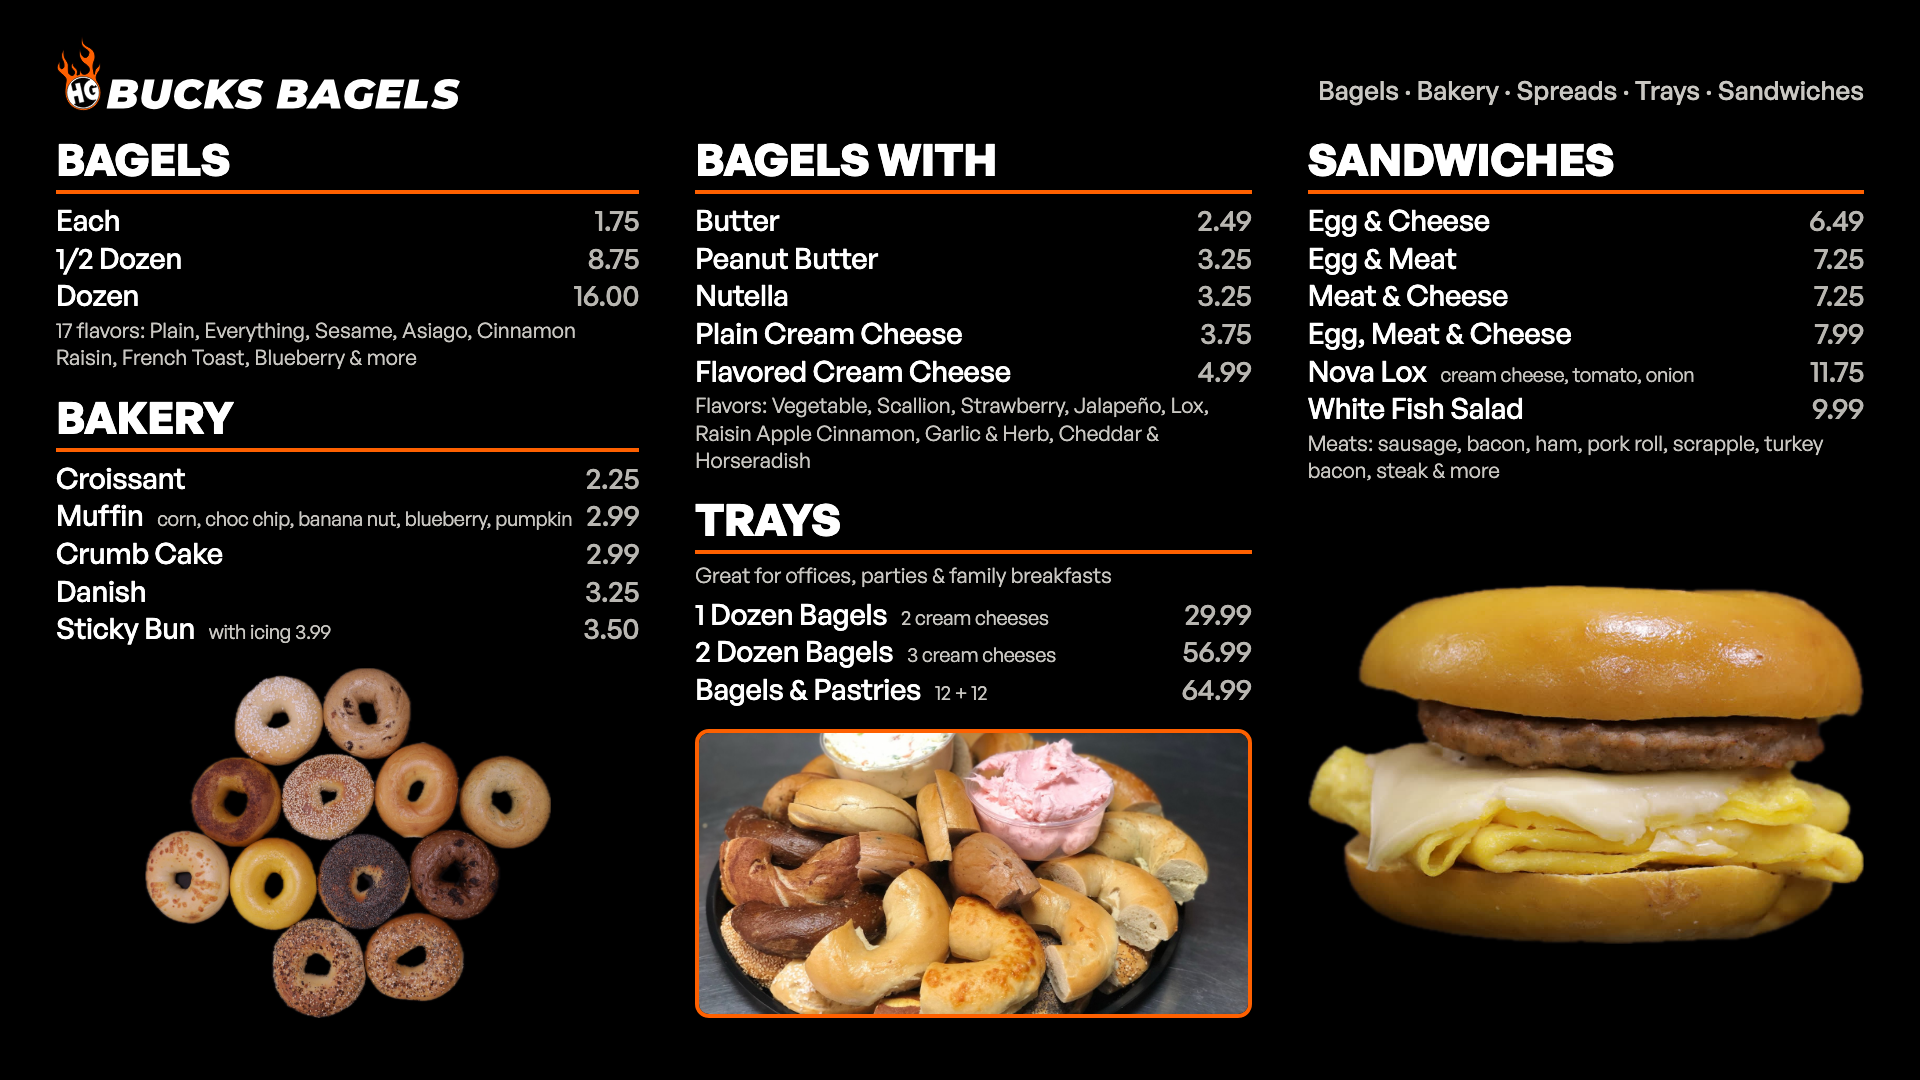 HG BUCKS BAGELS
Bagels · Bakery · Spreads · Trays · Sandwiches
BAGELS
Each 1.75
1/2 Dozen 8.75
Dozen 16.00
17 flavors: Plain, Everything, Sesame, Asiago, Cinnamon
Raisin, French Toast, Blueberry & more
BAKERY
Croissant 2.25
Muffin corn, choc chip, banana nut, blueberry, pumpkin 2.99
Crumb Cake 2.99
Danish 3.25
Sticky Bun with icing 3.99 3.50
BAGELS WITH
Butter 2.49
Peanut Butter 3.25
Nutella 3.25
Plain Cream Cheese 3.75
Flavored Cream Cheese 4.99
Flavors: Vegetable, Scallion, Strawberry, Jalapeño, Lox,
Raisin Apple Cinnamon, Garlic & Herb, Cheddar &
Horseradish
TRAYS
Great for offices, parties & family breakfasts
1 Dozen Bagels 2 cream cheeses 29.99
2 Dozen Bagels 3 cream cheeses 56.99
Bagels & Pastries 12 + 12 64.99
SANDWICHES
Egg & Cheese 6.49
Egg & Meat 7.25
Meat & Cheese 7.25
Egg, Meat & Cheese 7.99
Nova Lox cream cheese, tomato, onion 11.75
White Fish Salad 9.99
Meats: sausage, bacon, ham, pork roll, scrapple, turkey
bacon, steak & more